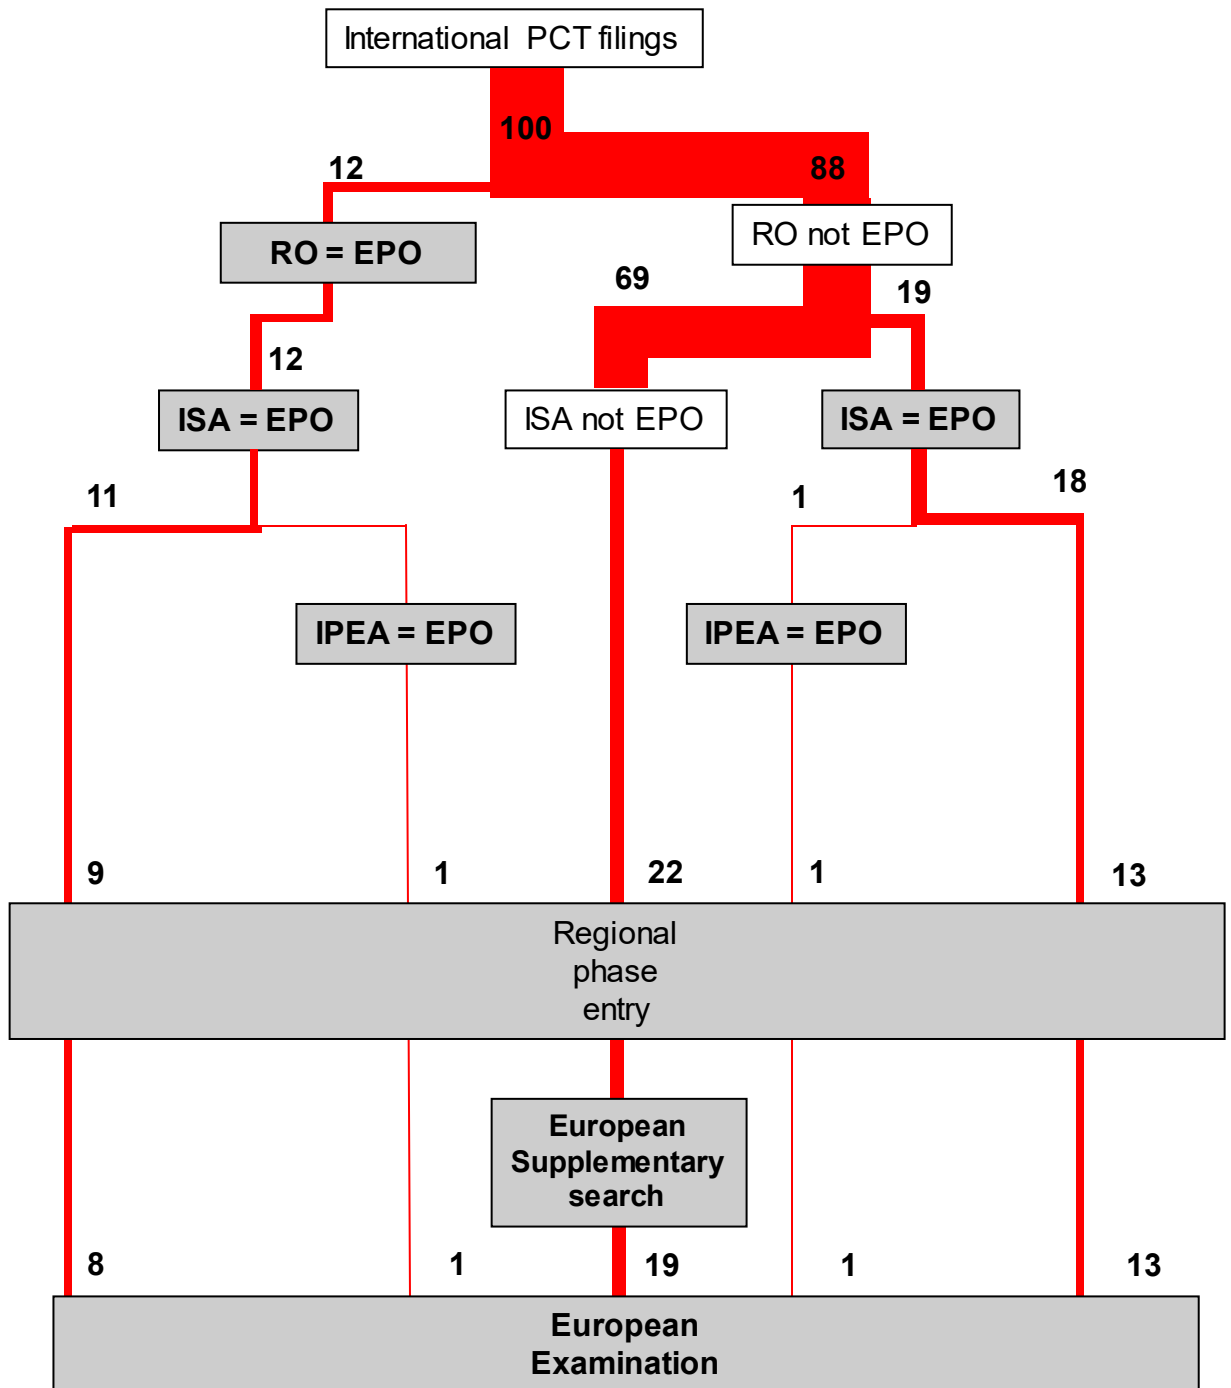 International PCT filings
100
12
88
RO = EPO
RO not EPO
69
19
12
ISA = EPO
ISA not EPO
ISA = EPO
11
1
18
IPEA = EPO
IPEA = EPO
9
1
22
1
13
Regional
phase
entry
European
Supplementary
search
8
1
19
1
13
European
Examination